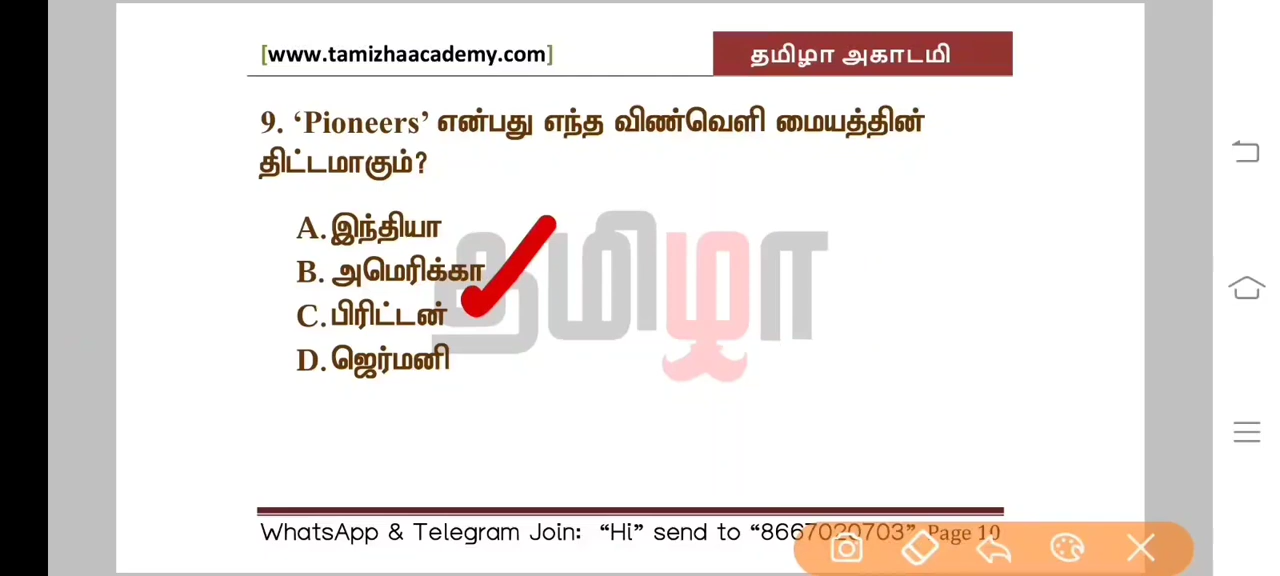 [www.tamizhaacademy.com]
தமிழா அகாடமி
9. ‘Pioneers’ என்பது எந்த விண்வெளி மையத்தின்
திட்டமாகும்?
A. இந்தியா
B. அமெரிக்கா
C. பிரிட்டன்
D. ஜெர்மனி
தமிழா
WhatsApp & Telegram Join: “Hi” send to “8667020703” Page 10